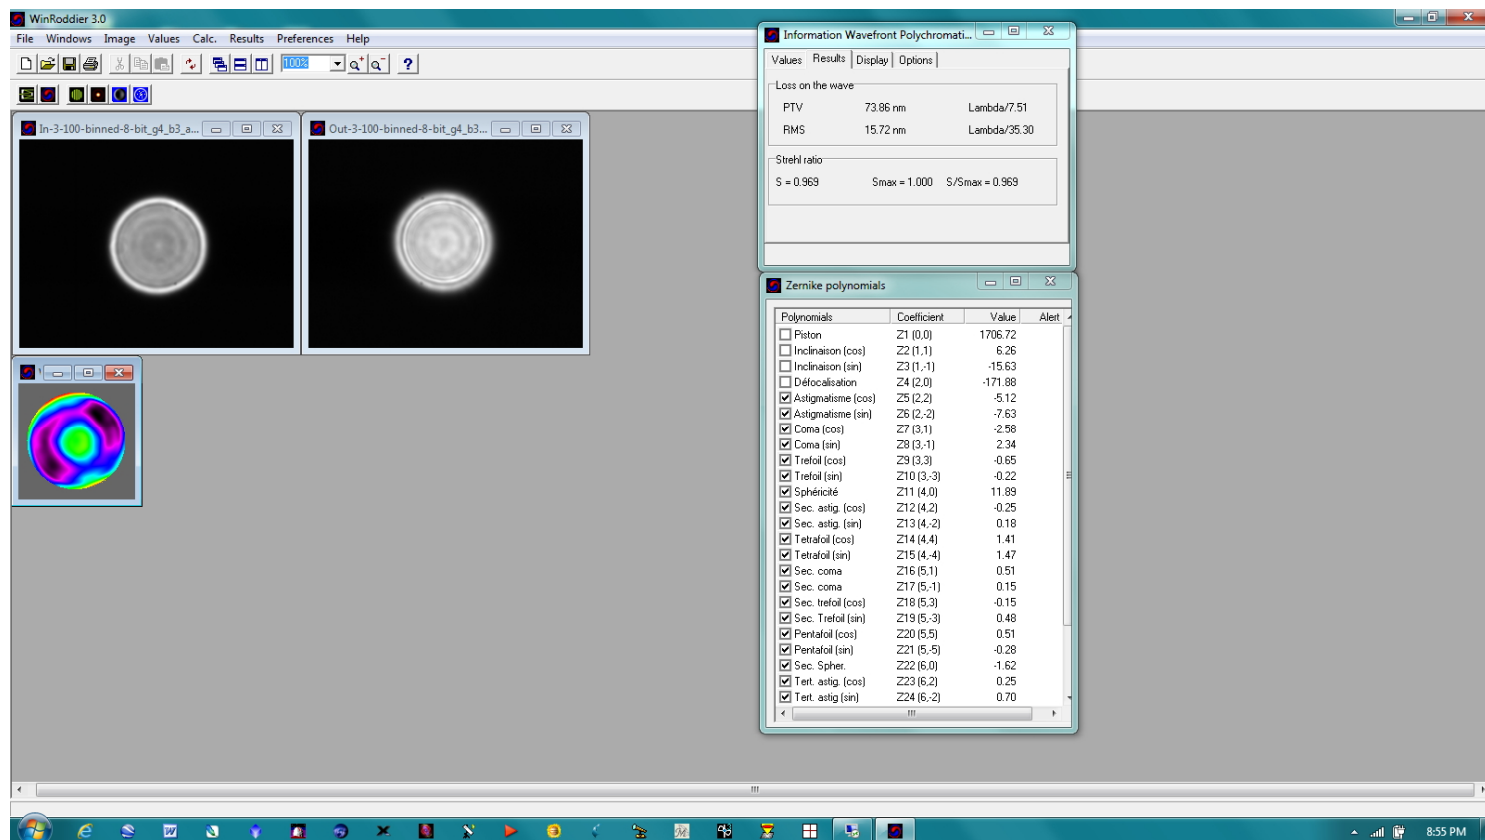 WinRoddier 3.0
File Windows Image Values Calc. Results Preferences Help
100%
In-3-100-binned-8-bit_g4_b3_a...
Out-3-100-binned-8-bit_g4_b3...
Information Wavefront Polychromati...
Values Results Display Options
Loss on the wave
PTV 73.86 nm Lambda/7.51
RMS 15.72 nm Lambda/35.30
Strehl ratio
S = 0.969 Smax = 1.000 S/Smax = 0.969
Zernike polynomials
Polynomials Coefficient Value Alert
Piston Z1 (0,0) 1706.72
Inclinaison (cos) Z2 (1,1) 6.26
Inclinaison (sin) Z3 (1,-1) -15.63
Défocalisation Z4 (2,0) -171.88
Astigmatisme (cos) Z5 (2,2) -5.12
Astigmatisme (sin) Z6 (2,-2) -7.63
Coma (cos) Z7 (3,1) -2.58
Coma (sin) Z8 (3,-1) 2.34
Trefoil (cos) Z9 (3,3) -0.65
Trefoil (sin) Z10 (3,-3) -0.22
Sphéricité Z11 (4,0) 11.89
Sec. astig. (cos) Z12 (4,2) -0.25
Sec. astig. (sin) Z13 (4,-2) 0.18
Tetrafoil (cos) Z14 (4,4) 1.41
Tetrafoil (sin) Z15 (4,-4) 1.47
Sec. coma Z16 (5,1) 0.51
Sec. coma Z17 (5,-1) 0.15
Sec. trefoil (cos) Z18 (5,3) -0.15
Sec. Trefoil (sin) Z19 (5,-3) 0.48
Pentafoil (cos) Z20 (5,5) 0.51
Pentafoil (sin) Z21 (5,-5) -0.28
Sec. Spher. Z22 (6,0) -1.62
Tert. astig. (cos) Z23 (6,2) 0.25
Tert. astig (sin) Z24 (6,-2) 0.70
8:55 PM